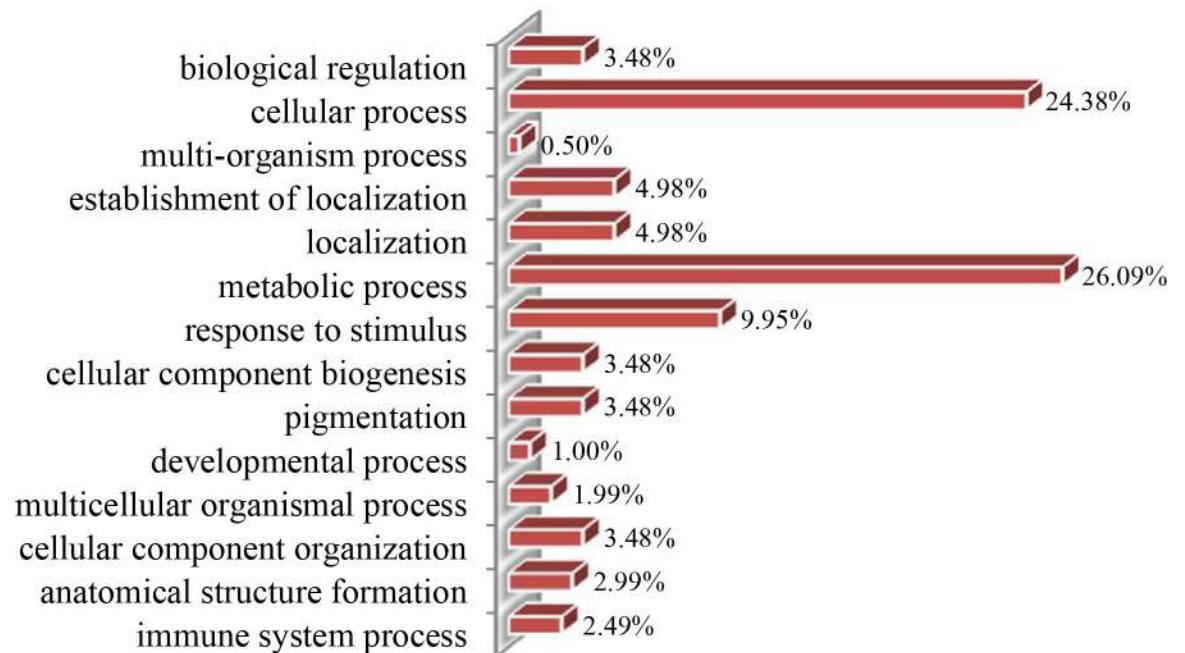 biological regulation 3.48%
cellular process 24.38%
multi-organism process 0.50%
establishment of localization 4.98%
localization 4.98%
metabolic process 26.09%
response to stimulus 9.95%
cellular component biogenesis 3.48%
pigmentation 3.48%
developmental process 1.00%
multicellular organismal process 1.99%
cellular component organization 3.48%
anatomical structure formation 2.99%
immune system process 2.49%